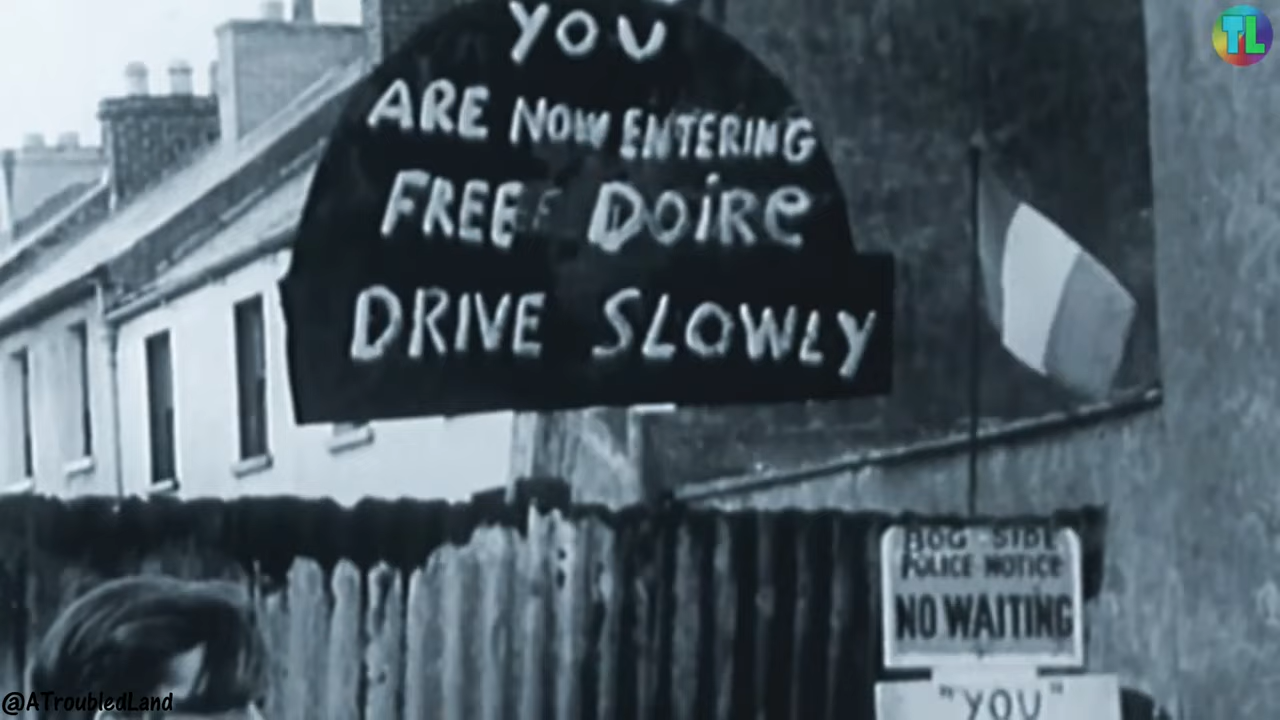 YOU
ARE NOW ENTERING
FREE DOiRe
DRIVE SLOWLY
BOG SIDE
POLICE NOTICE
NO WAITING
"YOU"
TL
@ATroubledLand